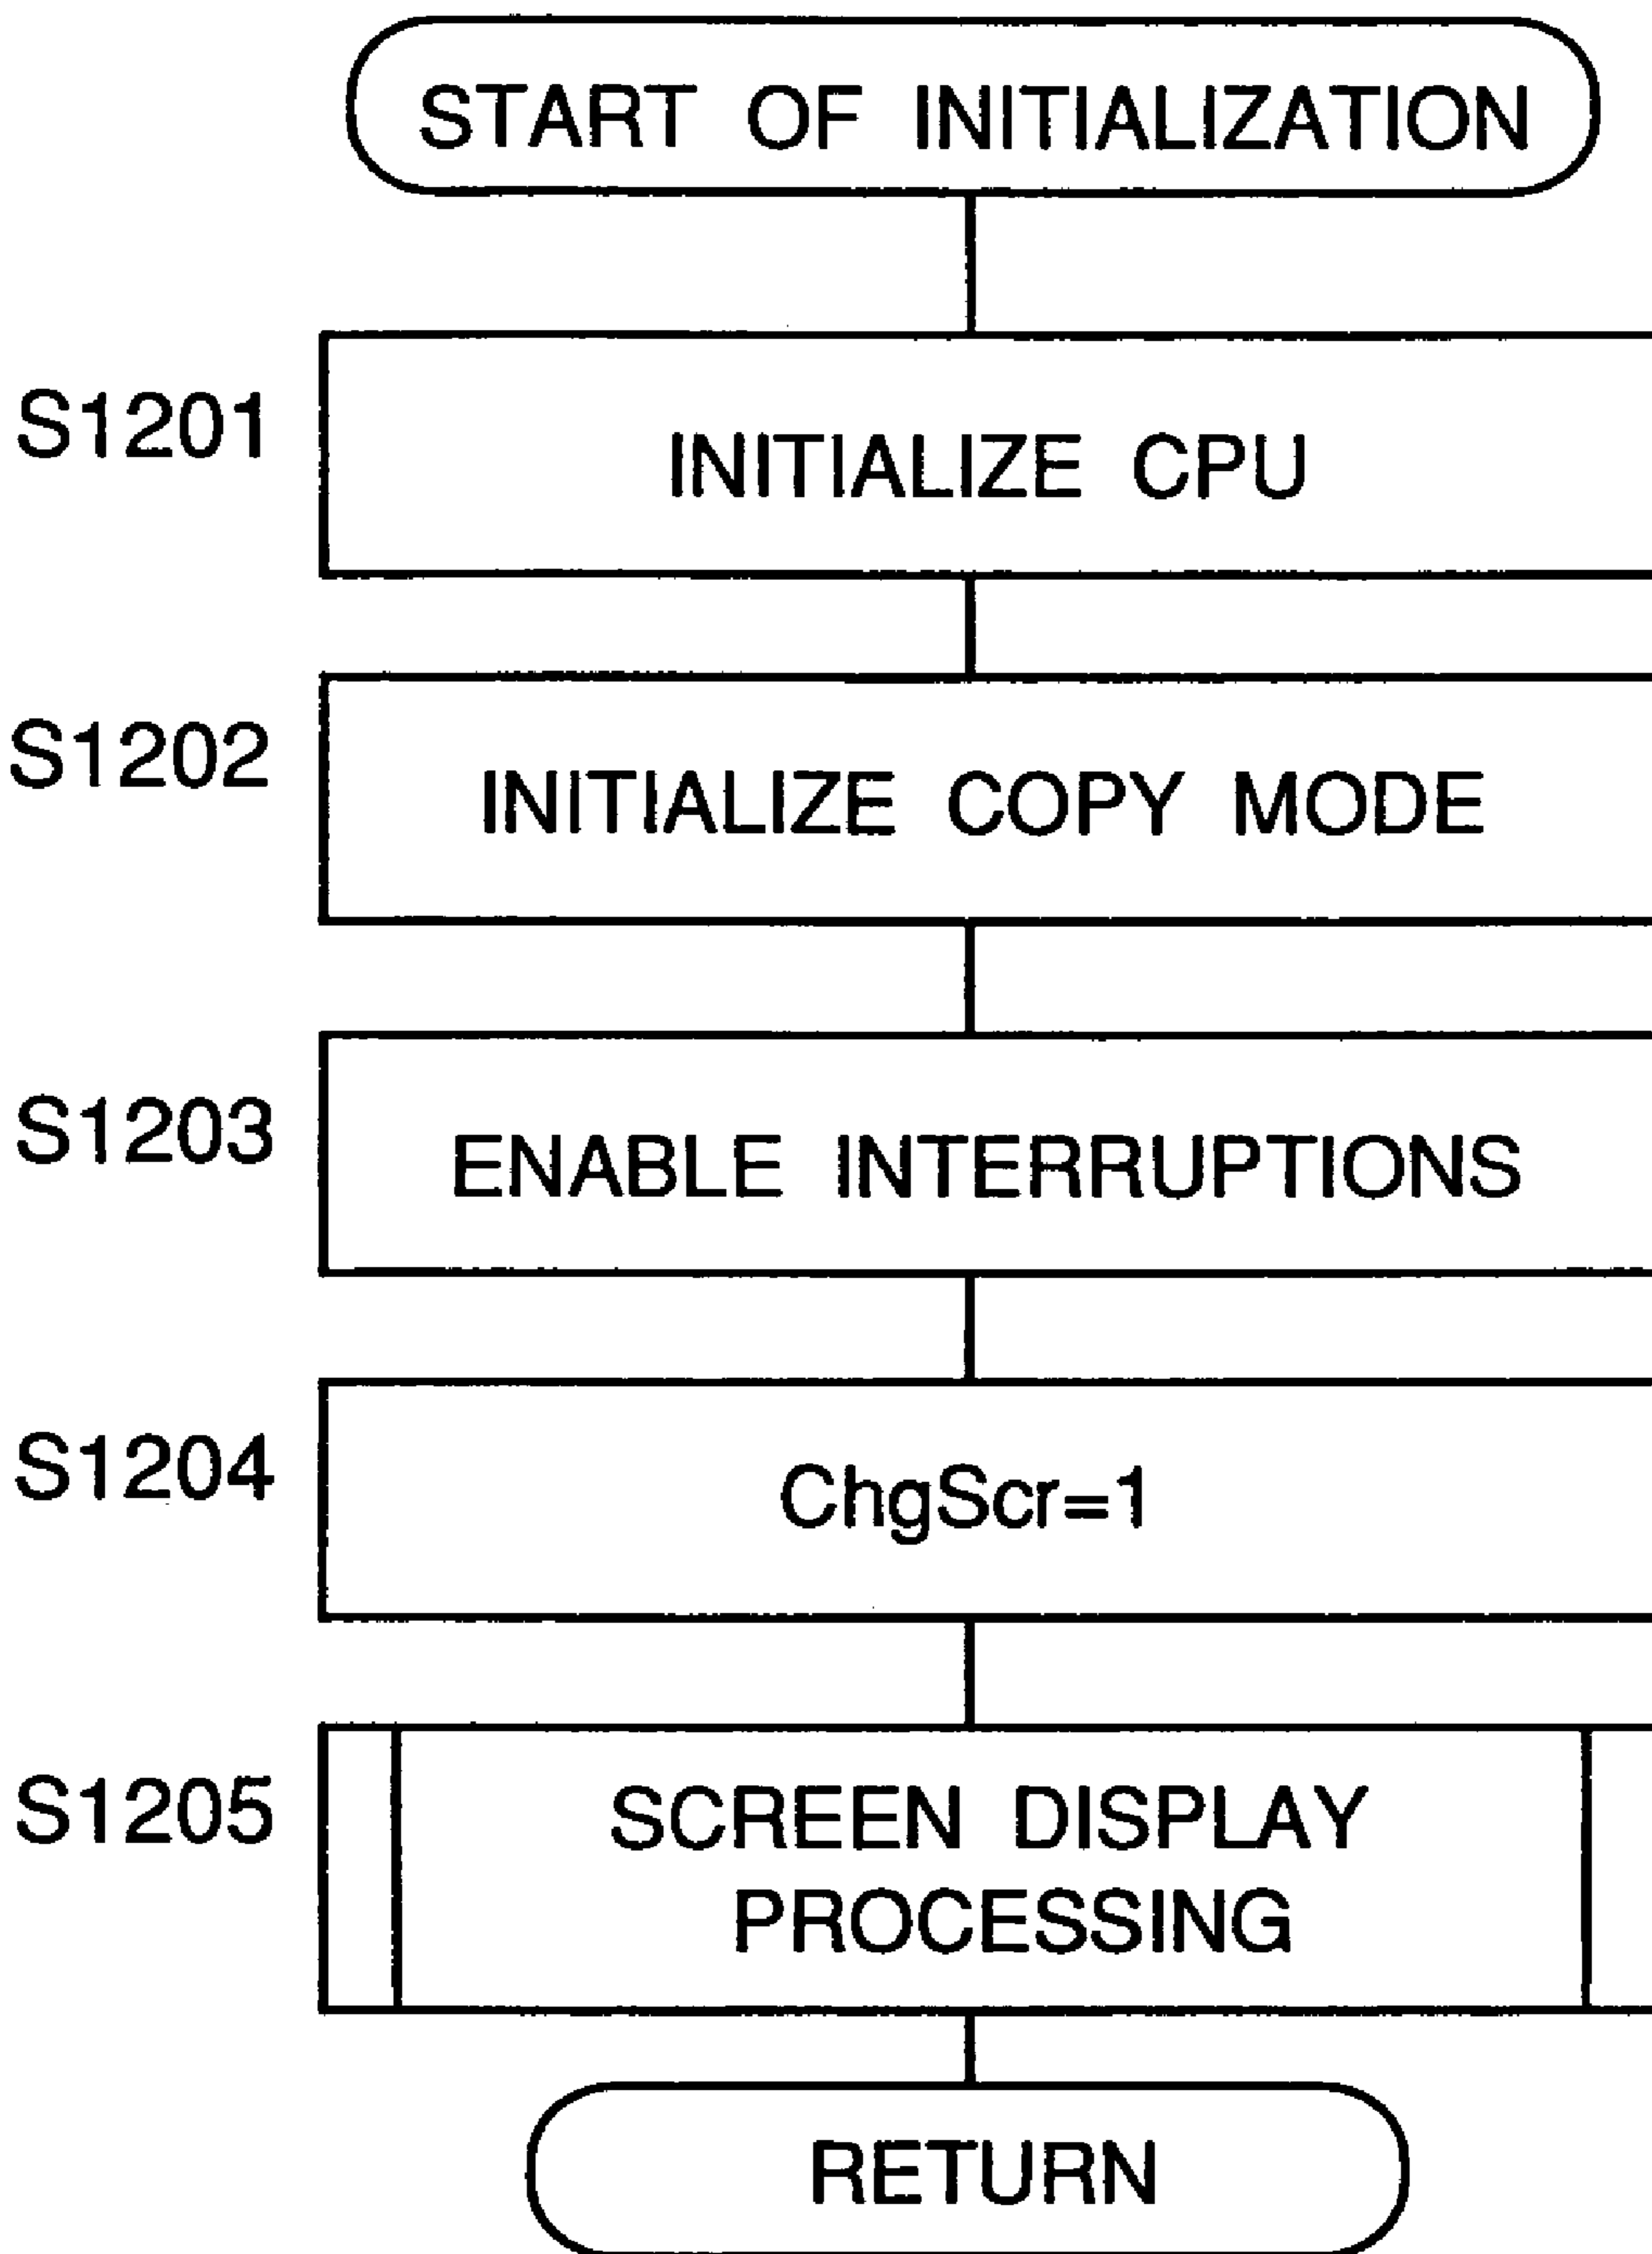 START OF INITIALIZATION
S1201
INITIALIZE CPU
S1202
INITIALIZE COPY MODE
S1203
ENABLE INTERRUPTIONS
S1204
ChgScr=1
S1205
SCREEN DISPLAY
PROCESSING
RETURN